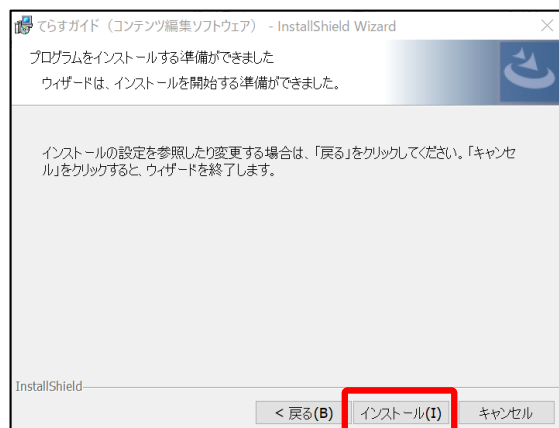 てらすガイド（コンテンツ編集ソフトウェア） - InstallShield Wizard
プログラムをインストールする準備ができました
ウィザードは、インストールを開始する準備ができました。
インストールの設定を参照したり変更する場合は、「戻る」をクリックしてください。「キャンセ
ル」をクリックすると、ウィザードを終了します。
InstallShield
< 戻る(B) インストール(I) キャンセル